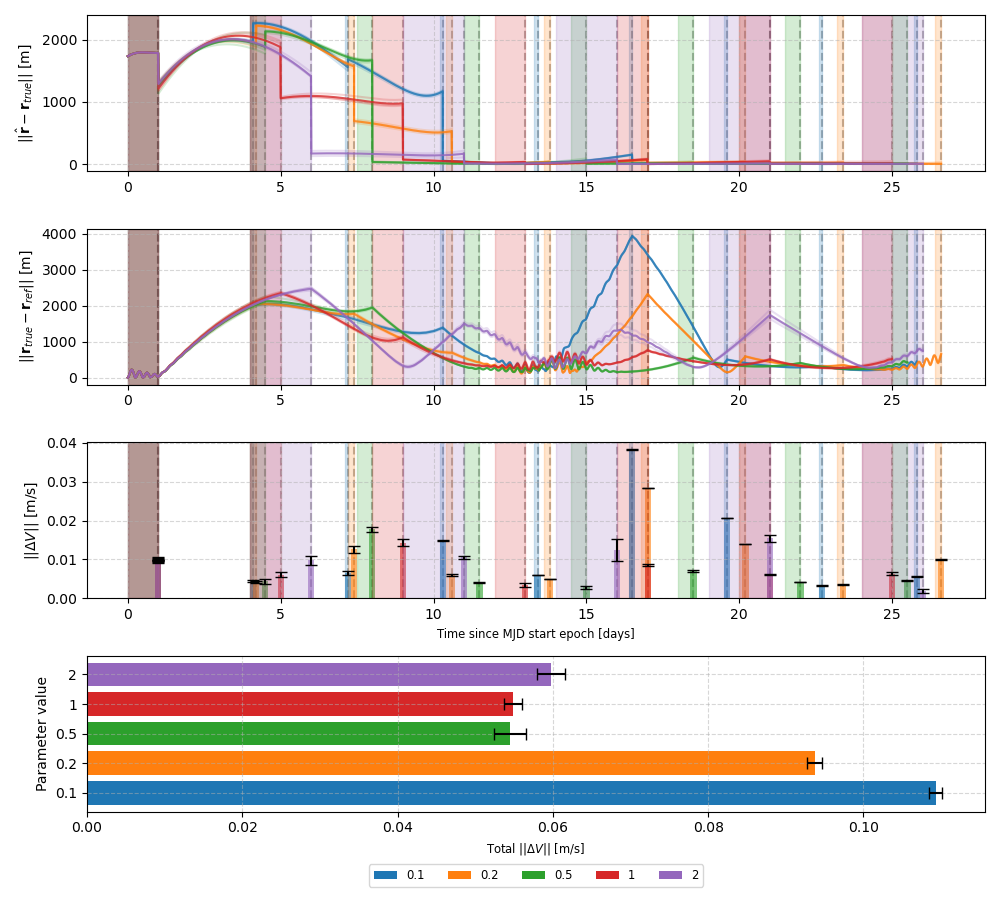 ||r̂ − r_true|| [m]
2000
1000
0
0 5 10 15 20 25
||r_true − r_ref|| [m]
4000
3000
2000
1000
0
0 5 10 15 20 25
||ΔV|| [m/s]
0.04
0.03
0.02
0.01
0.00
0 5 10 15 20 25
Time since MJD start epoch [days]
Parameter value
2
1
0.5
0.2
0.1
0.00 0.02 0.04 0.06 0.08 0.10
Total ||ΔV|| [m/s]
0.1 0.2 0.5 1 2